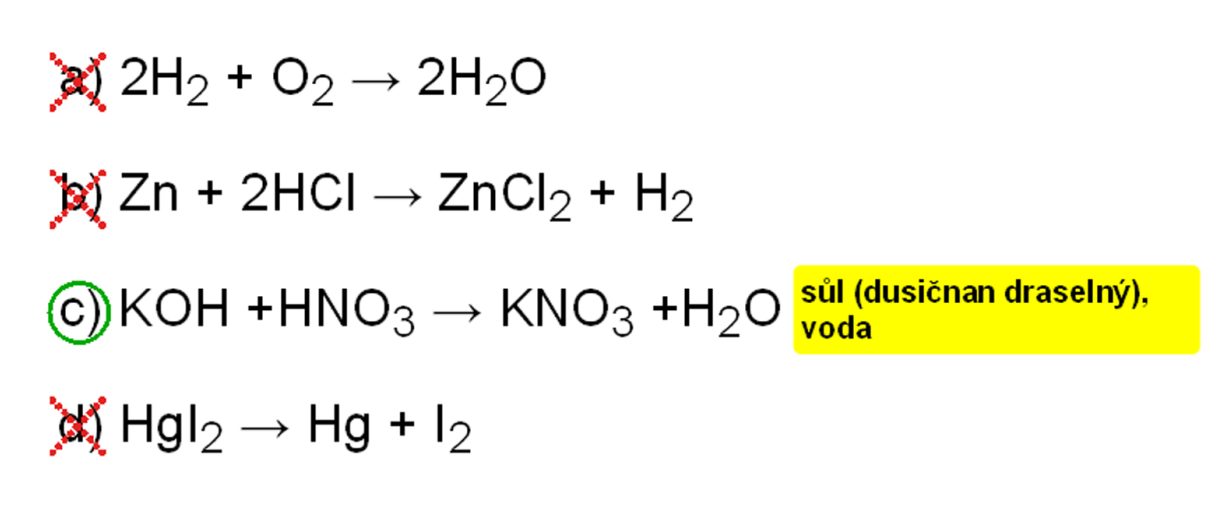 a) 2H₂ + O₂ → 2H₂O
b) Zn + 2HCl → ZnCl₂ + H₂
c) KOH +HNO₃ → KNO₃ +H₂O
sůl (dusičnan draselný),
voda
d) HgI₂ → Hg + I₂